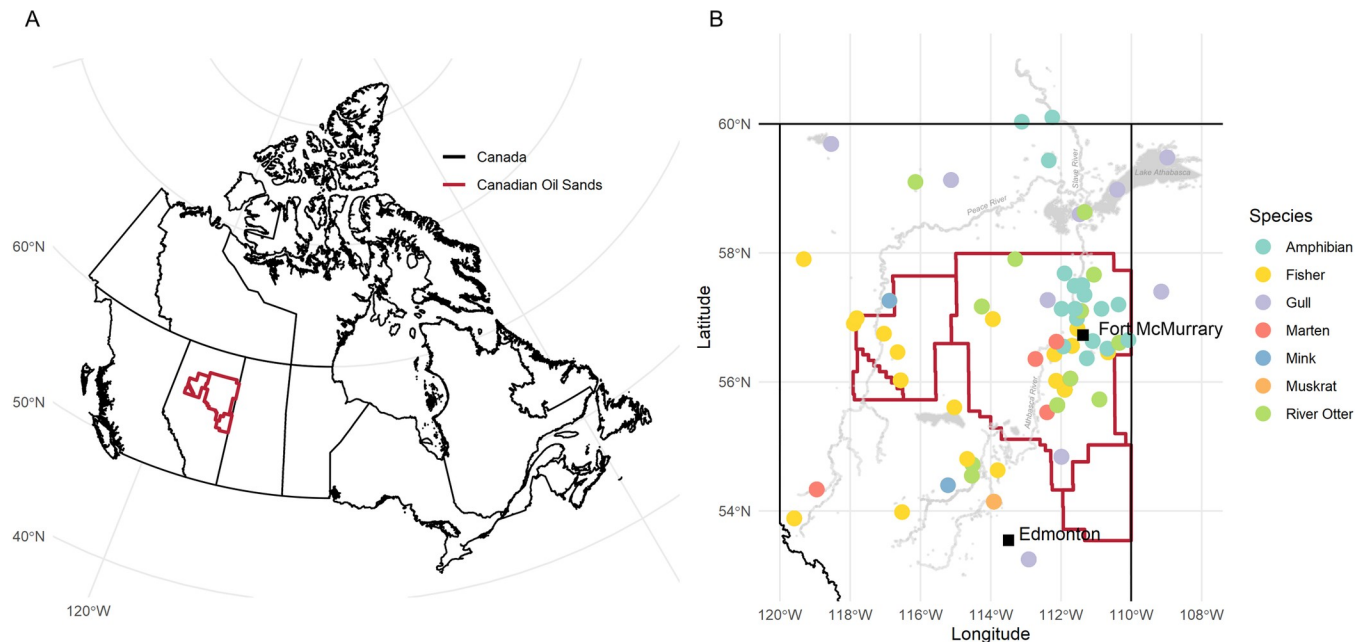 A
Canada
Canadian Oil Sands
60°N
50°N
40°N
120°W
B
Latitude
60°N
58°N
56°N
54°N
Slave River
Lake Athabasca
Peace River
Fort McMurrary
Athbasca River
Edmonton
120°W 118°W 116°W 114°W 112°W 110°W 108°W
Longitude
Species
Amphibian
Fisher
Gull
Marten
Mink
Muskrat
River Otter